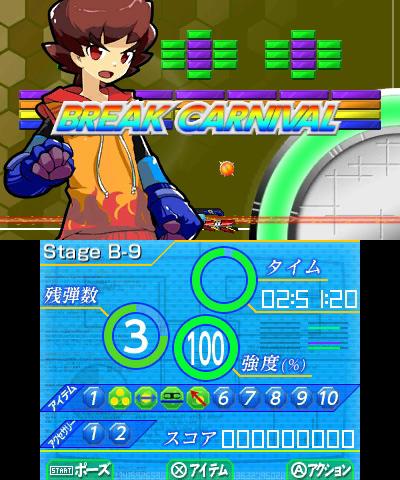 BREAK CARNIVAL
Stage B-9
タイム
02:51:20
残弾数
3
100
強度(%)
アイテム 1 6 7 8 9 10
アクセサリー 1 2
スコア 000000000
START ポーズ Ⓧアイテム Ⓐアクション